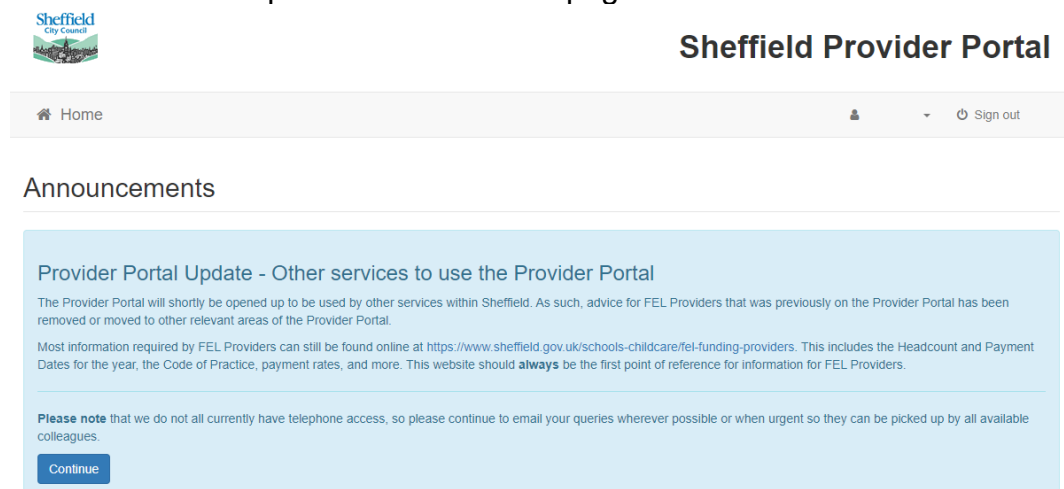 Sheffield
City Council
Sheffield Provider Portal
Home
Sign out
Announcements
Provider Portal Update - Other services to use the Provider Portal
The Provider Portal will shortly be opened up to be used by other services within Sheffield. As such, advice for FEL Providers that was previously on the Provider Portal has been
removed or moved to other relevant areas of the Provider Portal.
Most information required by FEL Providers can still be found online at https://www.sheffield.gov.uk/schools-childcare/fel-funding-providers. This includes the Headcount and Payment
Dates for the year, the Code of Practice, payment rates, and more. This website should always be the first point of reference for information for FEL Providers.
Please note that we do not all currently have telephone access, so please continue to email your queries wherever possible or when urgent so they can be picked up by all available
colleagues.
Continue